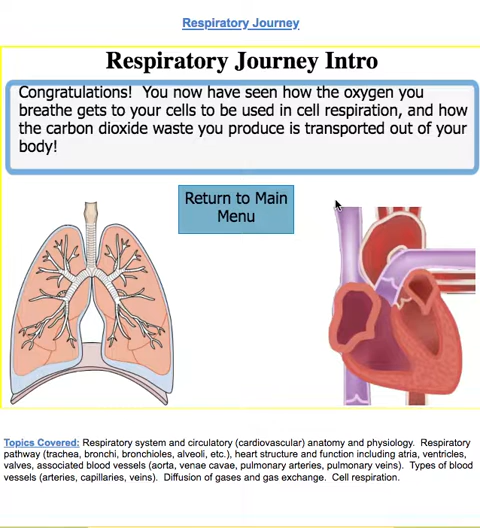 Respiratory Journey
Respiratory Journey Intro
Congratulations!  You now have seen how the oxygen you
breathe gets to your cells to be used in cell respiration, and how
the carbon dioxide waste you produce is transported out of your
body!
Return to Main
Menu
Topics Covered: Respiratory system and circulatory (cardiovascular) anatomy and physiology.  Respiratory
pathway (trachea, bronchi, bronchioles, alveoli, etc.), heart structure and function including atria, ventricles,
valves, associated blood vessels (aorta, venae cavae, pulmonary arteries, pulmonary veins).  Types of blood
vessels (arteries, capillaries, veins).  Diffusion of gases and gas exchange.  Cell respiration.